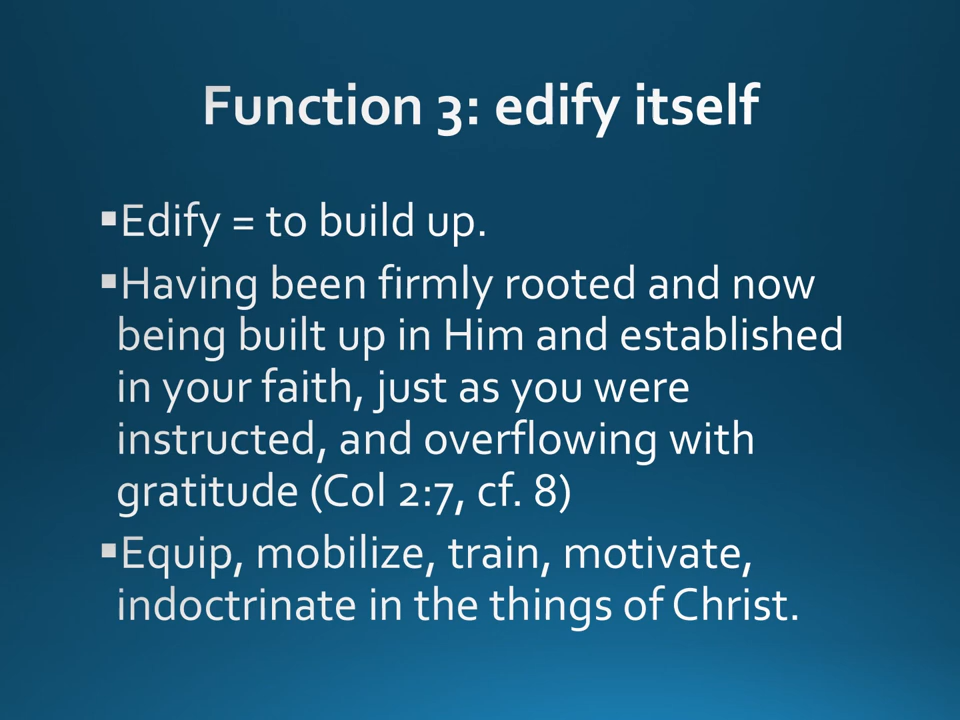 Function 3: edify itself
▪Edify = to build up.
▪Having been firmly rooted and now
being built up in Him and established
in your faith, just as you were
instructed, and overflowing with
gratitude (Col 2:7, cf. 8)
▪Equip, mobilize, train, motivate,
indoctrinate in the things of Christ.